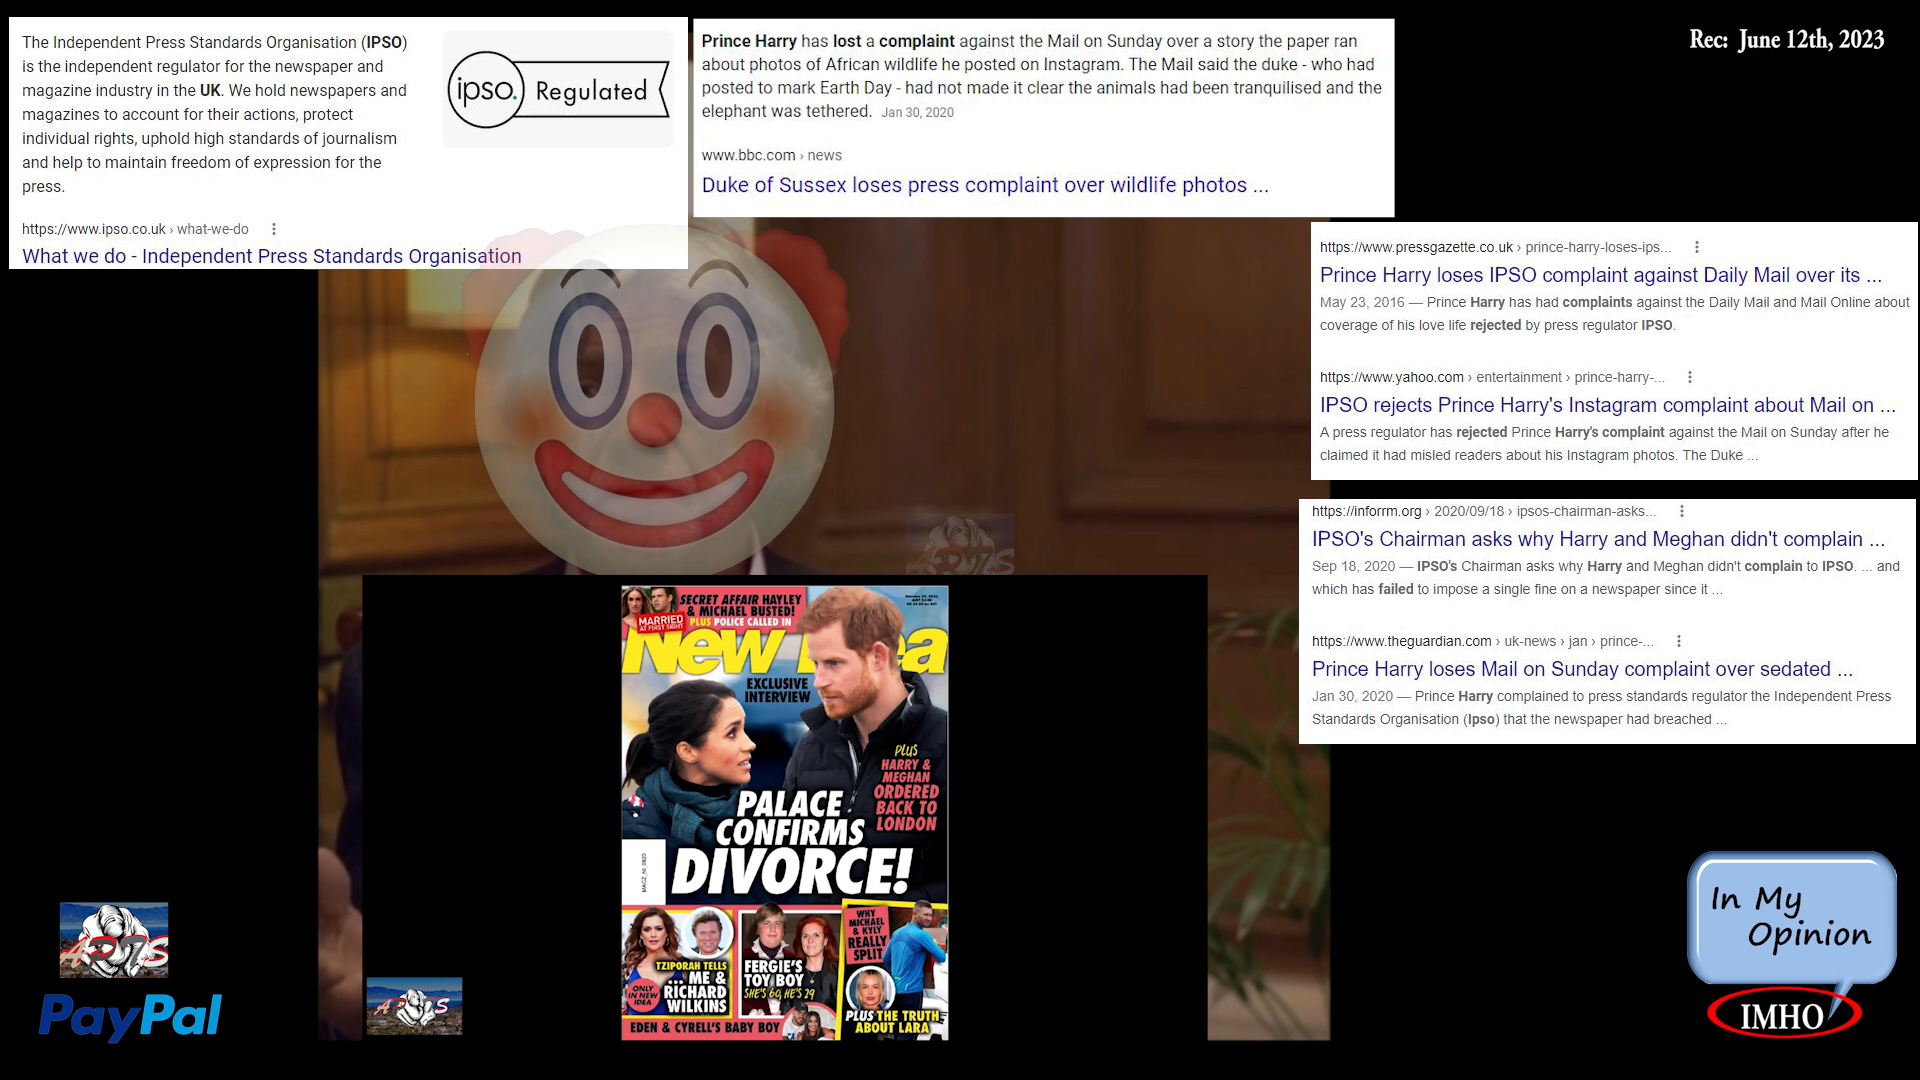 The Independent Press Standards Organisation (IPSO)
is the independent regulator for the newspaper and
magazine industry in the UK. We hold newspapers and
magazines to account for their actions, protect
individual rights, uphold high standards of journalism
and help to maintain freedom of expression for the
press.
ipso. Regulated
https://www.ipso.co.uk › what-we-do
What we do - Independent Press Standards Organisation
Prince Harry has lost a complaint against the Mail on Sunday over a story the paper ran
about photos of African wildlife he posted on Instagram. The Mail said the duke - who had
posted to mark Earth Day - had not made it clear the animals had been tranquilised and the
elephant was tethered. Jan 30, 2020
www.bbc.com › news
Duke of Sussex loses press complaint over wildlife photos ...
Rec: June 12th, 2023
https://www.pressgazette.co.uk › prince-harry-loses-ips...
Prince Harry loses IPSO complaint against Daily Mail over its ...
May 23, 2016 — Prince Harry has had complaints against the Daily Mail and Mail Online about
coverage of his love life rejected by press regulator IPSO.
https://www.yahoo.com › entertainment › prince-harry-...
IPSO rejects Prince Harry's Instagram complaint about Mail on ...
A press regulator has rejected Prince Harry's complaint against the Mail on Sunday after he
claimed it had misled readers about his Instagram photos. The Duke ...
https://inforrm.org › 2020/09/18 › ipsos-chairman-asks...
IPSO's Chairman asks why Harry and Meghan didn't complain ...
Sep 18, 2020 — IPSO's Chairman asks why Harry and Meghan didn't complain to IPSO. ... and
which has failed to impose a single fine on a newspaper since it ...
https://www.theguardian.com › uk-news › jan › prince-...
Prince Harry loses Mail on Sunday complaint over sedated ...
Jan 30, 2020 — Prince Harry complained to press standards regulator the Independent Press
Standards Organisation (Ipso) that the newspaper had breached ...
MARRIED
AT FIRST SIGHT
SECRET AFFAIR HAYLEY
& MICHAEL BUSTED!
PLUS POLICE CALLED IN
New
EXCLUSIVE
INTERVIEW
PLUS
HARRY &
MEGHAN
ORDERED
BACK TO
LONDON
PALACE
CONFIRMS
DIVORCE!
TZIPORAH TELLS
... ME &
RICHARD
WILKINS
ONLY
IN NEW
IDEA
FERGIE'S
TOY BOY
SHE'S 60, HE'S 29
WHY
MICHAEL
& KYLY
REALLY
SPLIT
PLUS THE TRUTH
ABOUT LARA
EDEN & CYRELL'S BABY BOY
PayPal
In My
Opinion
IMHO